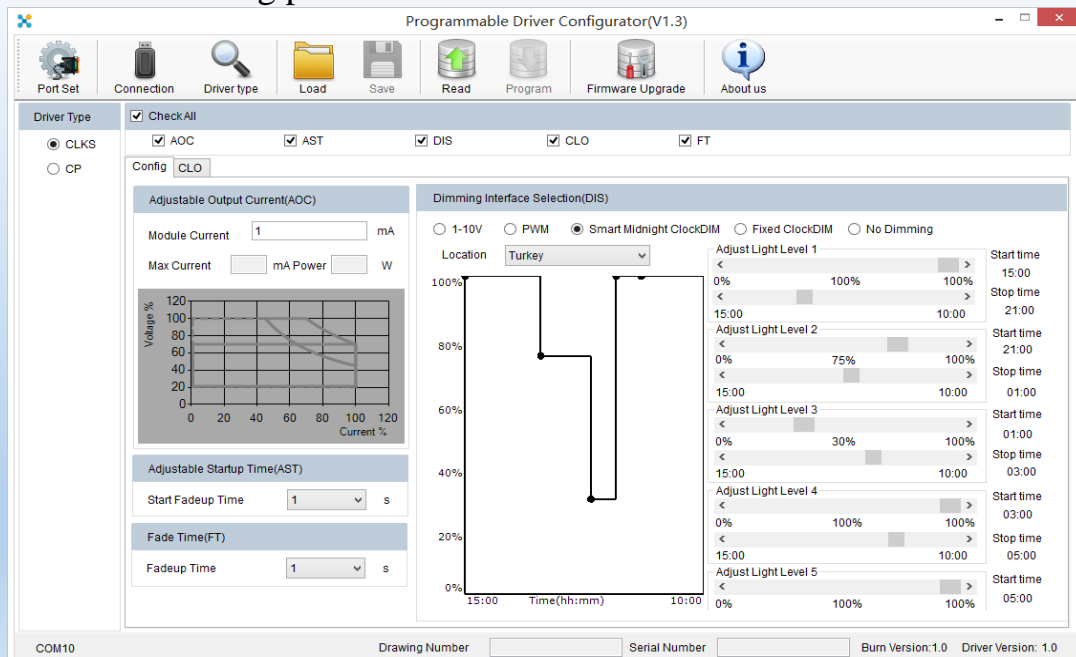 Programmable Driver Configurator(V1.3)
Port Set Connection Driver type Load Save Read Program Firmware Upgrade About us
Driver Type
CLKS
CP
Check All
AOC AST DIS CLO FT
Config CLO
Adjustable Output Current(AOC)
Module Current 1 mA
Max Current mA Power W
Voltage %
120
100
80
60
40
20
0
0 20 40 60 80 100 120
Current %
Adjustable Startup Time(AST)
Start Fadeup Time 1 s
Fade Time(FT)
Fadeup Time 1 s
Dimming Interface Selection(DIS)
1-10V PWM Smart Midnight ClockDIM Fixed ClockDIM No Dimming
Location Turkey
100%
80%
60%
40%
20%
0%
15:00 Time(hh:mm) 10:00
Adjust Light Level 1
0% 100% 100%
15:00 10:00
Start time
15:00
Stop time
21:00
Adjust Light Level 2
0% 75% 100%
15:00 10:00
Start time
21:00
Stop time
01:00
Adjust Light Level 3
0% 30% 100%
15:00 10:00
Start time
01:00
Stop time
03:00
Adjust Light Level 4
0% 100% 100%
15:00 10:00
Start time
03:00
Stop time
05:00
Adjust Light Level 5
0% 100% 100%
Start time
05:00
COM10 Drawing Number Serial Number Burn Version:1.0 Driver Version: 1.0